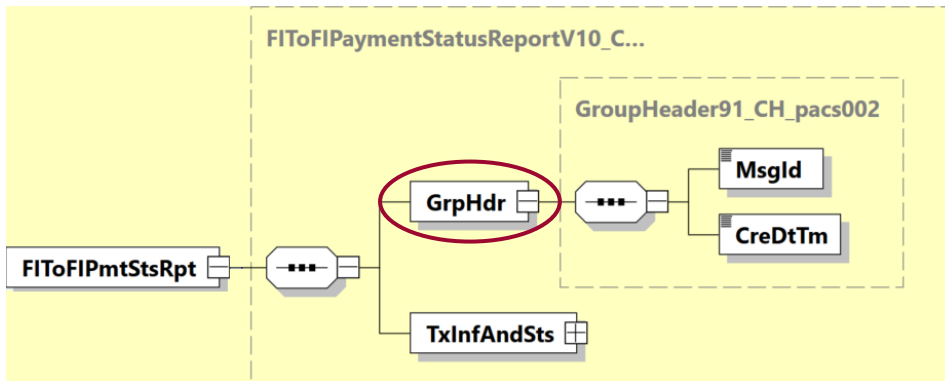 FIToFIPaymentStatusReportV10_C...
GroupHeader91_CH_pacs002
MsgId
GrpHdr
CreDtTm
FIToFIPmtStsRpt
TxInfAndSts